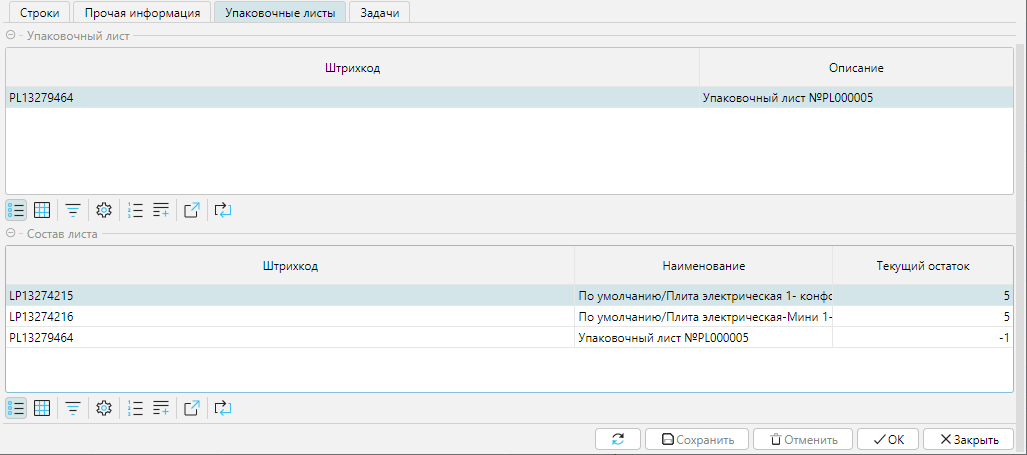 Строки Прочая информация Упаковочные листы Задачи
Упаковочный лист
Штрихкод Описание
PL13279464 Упаковочный лист №PL000005
Состав листа
Штрихкод Наименование Текущий остаток
LP13274215 По умолчанию/Плита электрическая 1- конфо 5
LP13274216 По умолчанию/Плита электрическая-Мини 1- 5
PL13279464 Упаковочный лист №PL000005 -1
Сохранить Отменить OK Закрыть